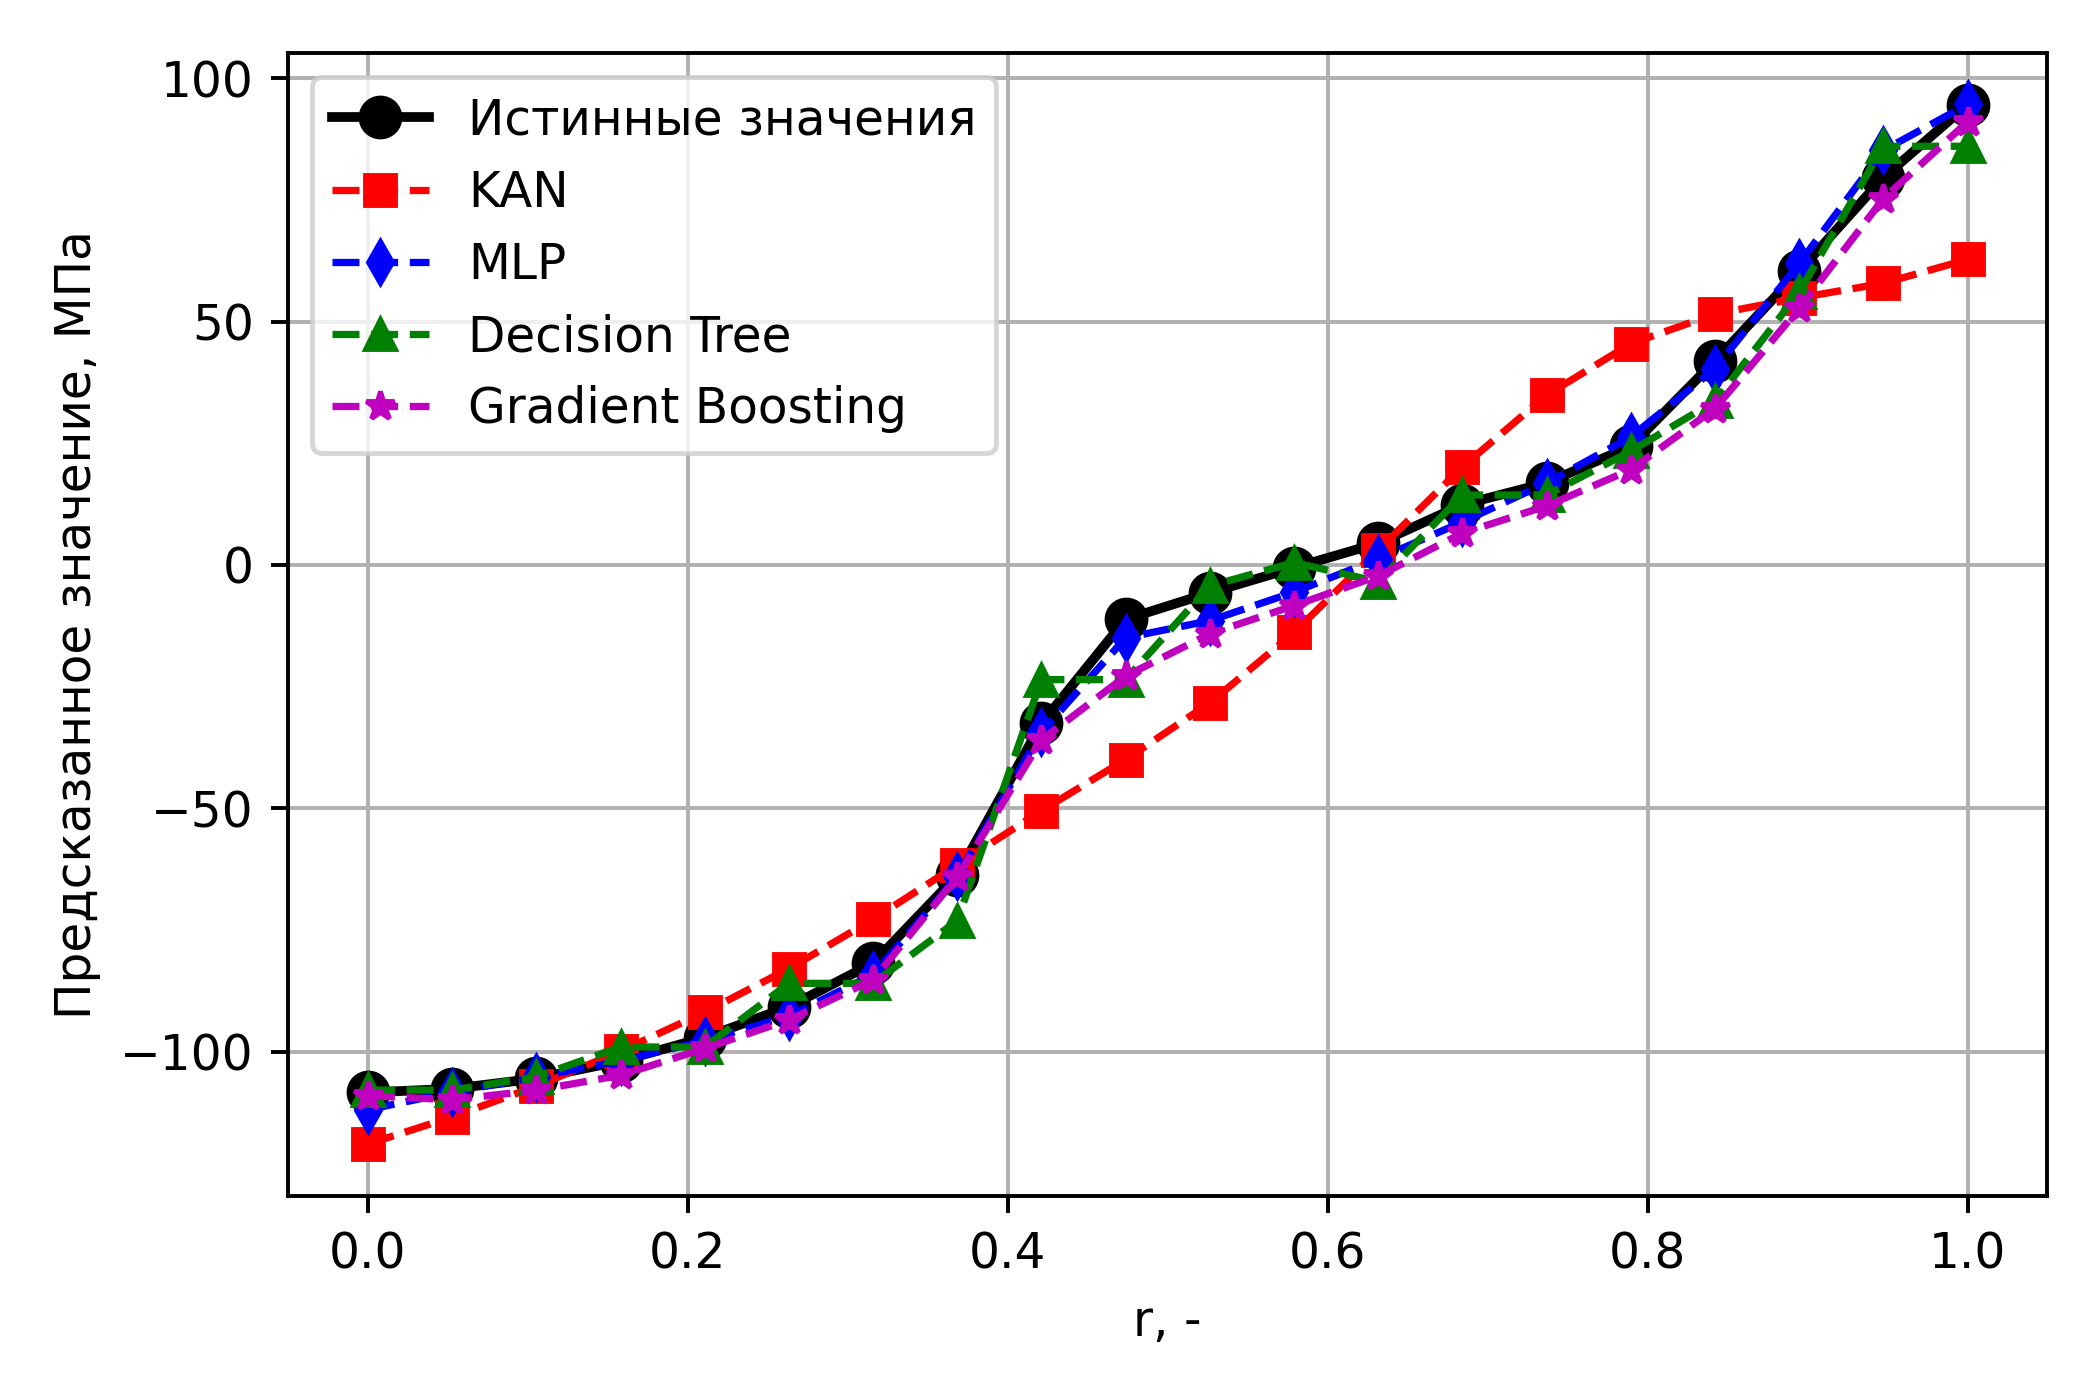 100
50
0
−50
−100
Предсказанное значение, МПа
Истинные значения
KAN
MLP
Decision Tree
Gradient Boosting
0.0 0.2 0.4 0.6 0.8 1.0
r, -